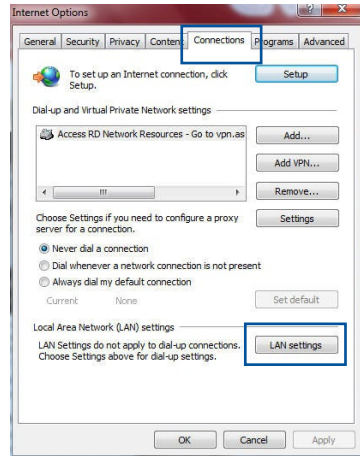 Internet Options
General Security Privacy Content Connections Programs Advanced
To set up an Internet connection, click
Setup.
Setup
Dial-up and Virtual Private Network settings
Access RD Network Resources - Go to vpn.as
Add...
Add VPN...
Remove...
Choose Settings if you need to configure a proxy
server for a connection.
Settings
Never dial a connection
Dial whenever a network connection is not present
Always dial my default connection
Current None
Set default
Local Area Network (LAN) settings
LAN Settings do not apply to dial-up connections.
Choose Settings above for dial-up settings.
LAN settings
OK Cancel Apply